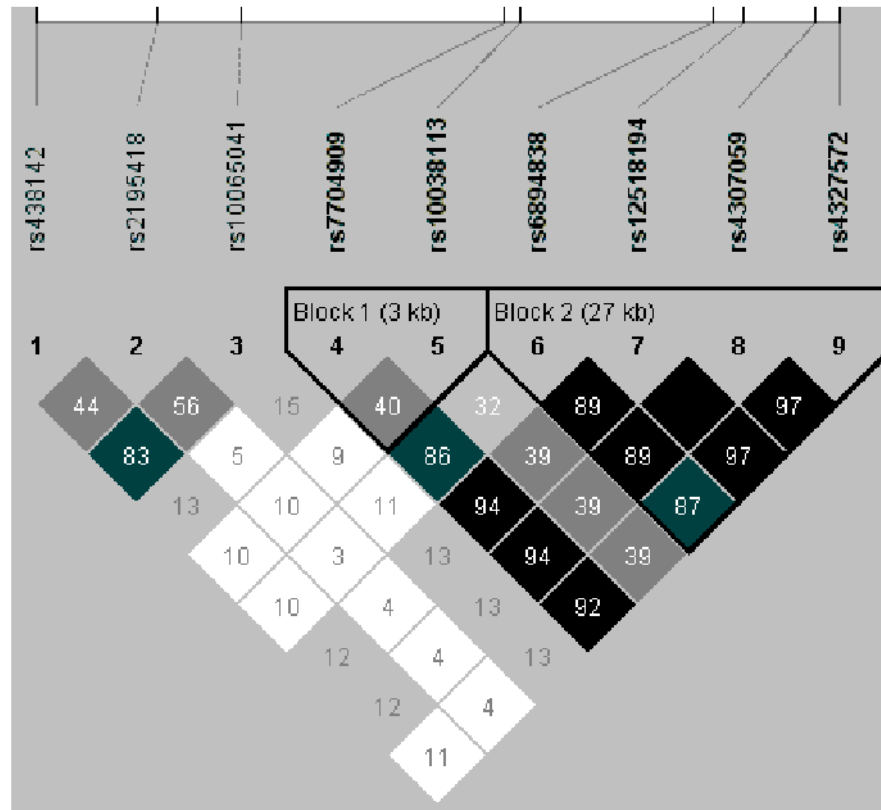 rs438142
rs2195418
rs10065041
rs7704909
rs10038113
rs6894838
rs12518194
rs4307059
rs4327572
Block 1 (3 kb) Block 2 (27 kb)
1 2 3 4 5 6 7 8 9
44 56 15 40 32 89 97
83 5 9 86 39 89 97
13 10 11 94 39 87
10 3 13 94 39
10 4 13 92
12 4 13
12 4
11